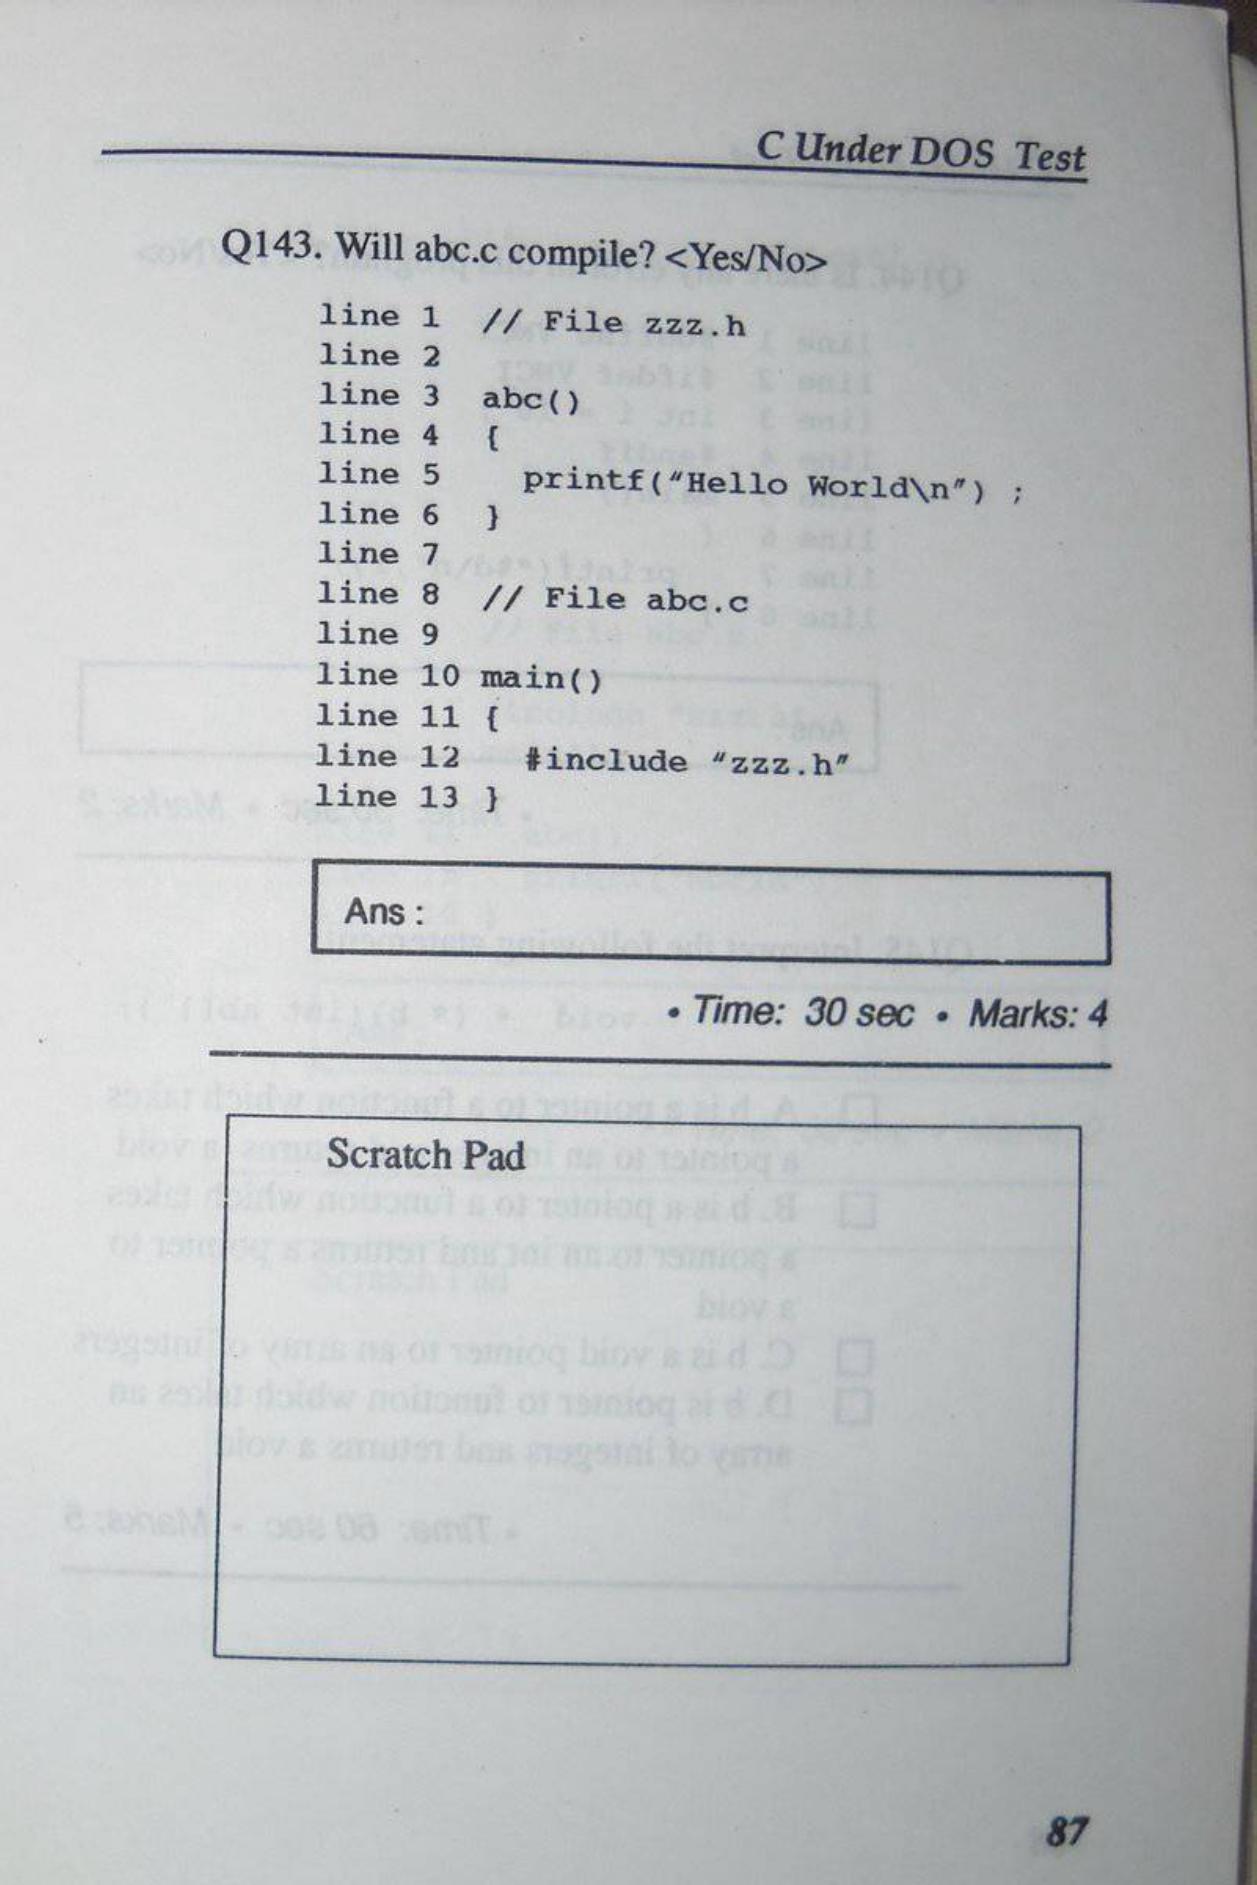 C Under DOS Test
Q143. Will abc.c compile? <Yes/No>
line 1 // File zzz.h
line 2
line 3 abc()
line 4 {
line 5 printf("Hello World\n") ;
line 6 }
line 7
line 8 // File abc.c
line 9
line 10 main()
line 11 {
line 12 #include "zzz.h"
line 13 }
Ans :
• Time: 30 sec • Marks: 4
Scratch Pad
87